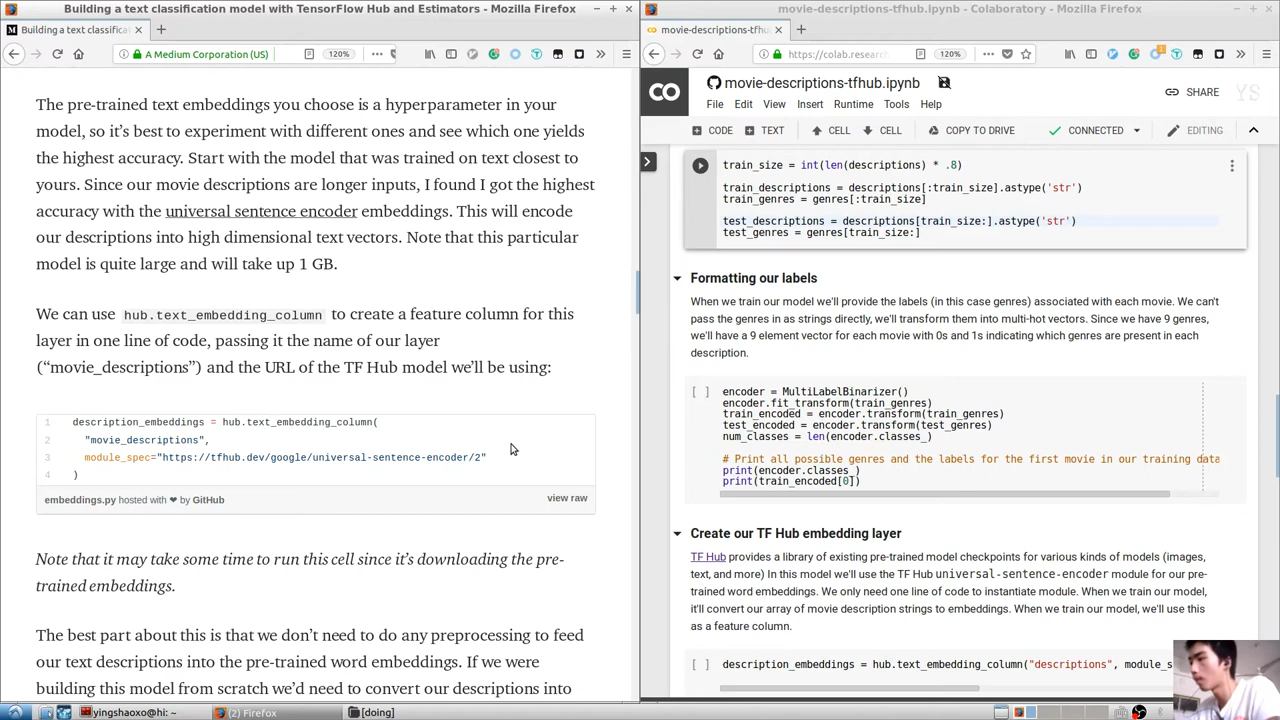 Building a text classification model with TensorFlow Hub and Estimators - Mozilla Firefox
Building a text classificat
A Medium Corporation (US)
120%
The pre-trained text embeddings you choose is a hyperparameter in your
model, so it's best to experiment with different ones and see which one yields
the highest accuracy. Start with the model that was trained on text closest to
yours. Since our movie descriptions are longer inputs, I found I got the highest
accuracy with the universal sentence encoder embeddings. This will encode
our descriptions into high dimensional text vectors. Note that this particular
model is quite large and will take up 1 GB.
We can use hub.text_embedding_column to create a feature column for this
layer in one line of code, passing it the name of our layer
(“movie_descriptions”) and the URL of the TF Hub model we'll be using:
1 description_embeddings = hub.text_embedding_column(
2 "movie_descriptions",
3 module_spec="https://tfhub.dev/google/universal-sentence-encoder/2"
4 )
embeddings.py hosted with ❤ by GitHub
view raw
Note that it may take some time to run this cell since it's downloading the pre-
trained embeddings.
The best part about this is that we don't need to do any preprocessing to feed
our text descriptions into the pre-trained word embeddings. If we were
building this model from scratch we'd need to convert our descriptions into
movie-descriptions-tfhub.ipynb - Colaboratory - Mozilla Firefox
movie-descriptions-tfhub
https://colab.researc
120%
CO
movie-descriptions-tfhub.ipynb
File Edit View Insert Runtime Tools Help
SHARE
YS
CODE TEXT CELL CELL COPY TO DRIVE CONNECTED EDITING
train_size = int(len(descriptions) * .8)
train_descriptions = descriptions[:train_size].astype('str')
train_genres = genres[:train_size]
test_descriptions = descriptions[train_size:].astype('str')
test_genres = genres[train_size:]
Formatting our labels
When we train our model we'll provide the labels (in this case genres) associated with each movie. We can't
pass the genres in as strings directly, we'll transform them into multi-hot vectors. Since we have 9 genres,
we'll have a 9 element vector for each movie with 0s and 1s indicating which genres are present in each
description.
[ ] encoder = MultiLabelBinarizer()
encoder.fit_transform(train_genres)
train_encoded = encoder.transform(train_genres)
test_encoded = encoder.transform(test_genres)
num_classes = len(encoder.classes_)
# Print all possible genres and the labels for the first movie in our training data
print(encoder.classes_)
print(train_encoded[0])
Create our TF Hub embedding layer
TF Hub provides a library of existing pre-trained model checkpoints for various kinds of models (images,
text, and more) In this model we'll use the TF Hub universal-sentence-encoder module for our pre-
trained word embeddings. We only need one line of code to instantiate module. When we train our model,
it'll convert our array of movie description strings to embeddings. When we train our model, we'll use this
as a feature column.
[ ] description_embeddings = hub.text_embedding_column("descriptions", module_s
yingshaoxo@hi: ~
(2) Firefox
[doing]